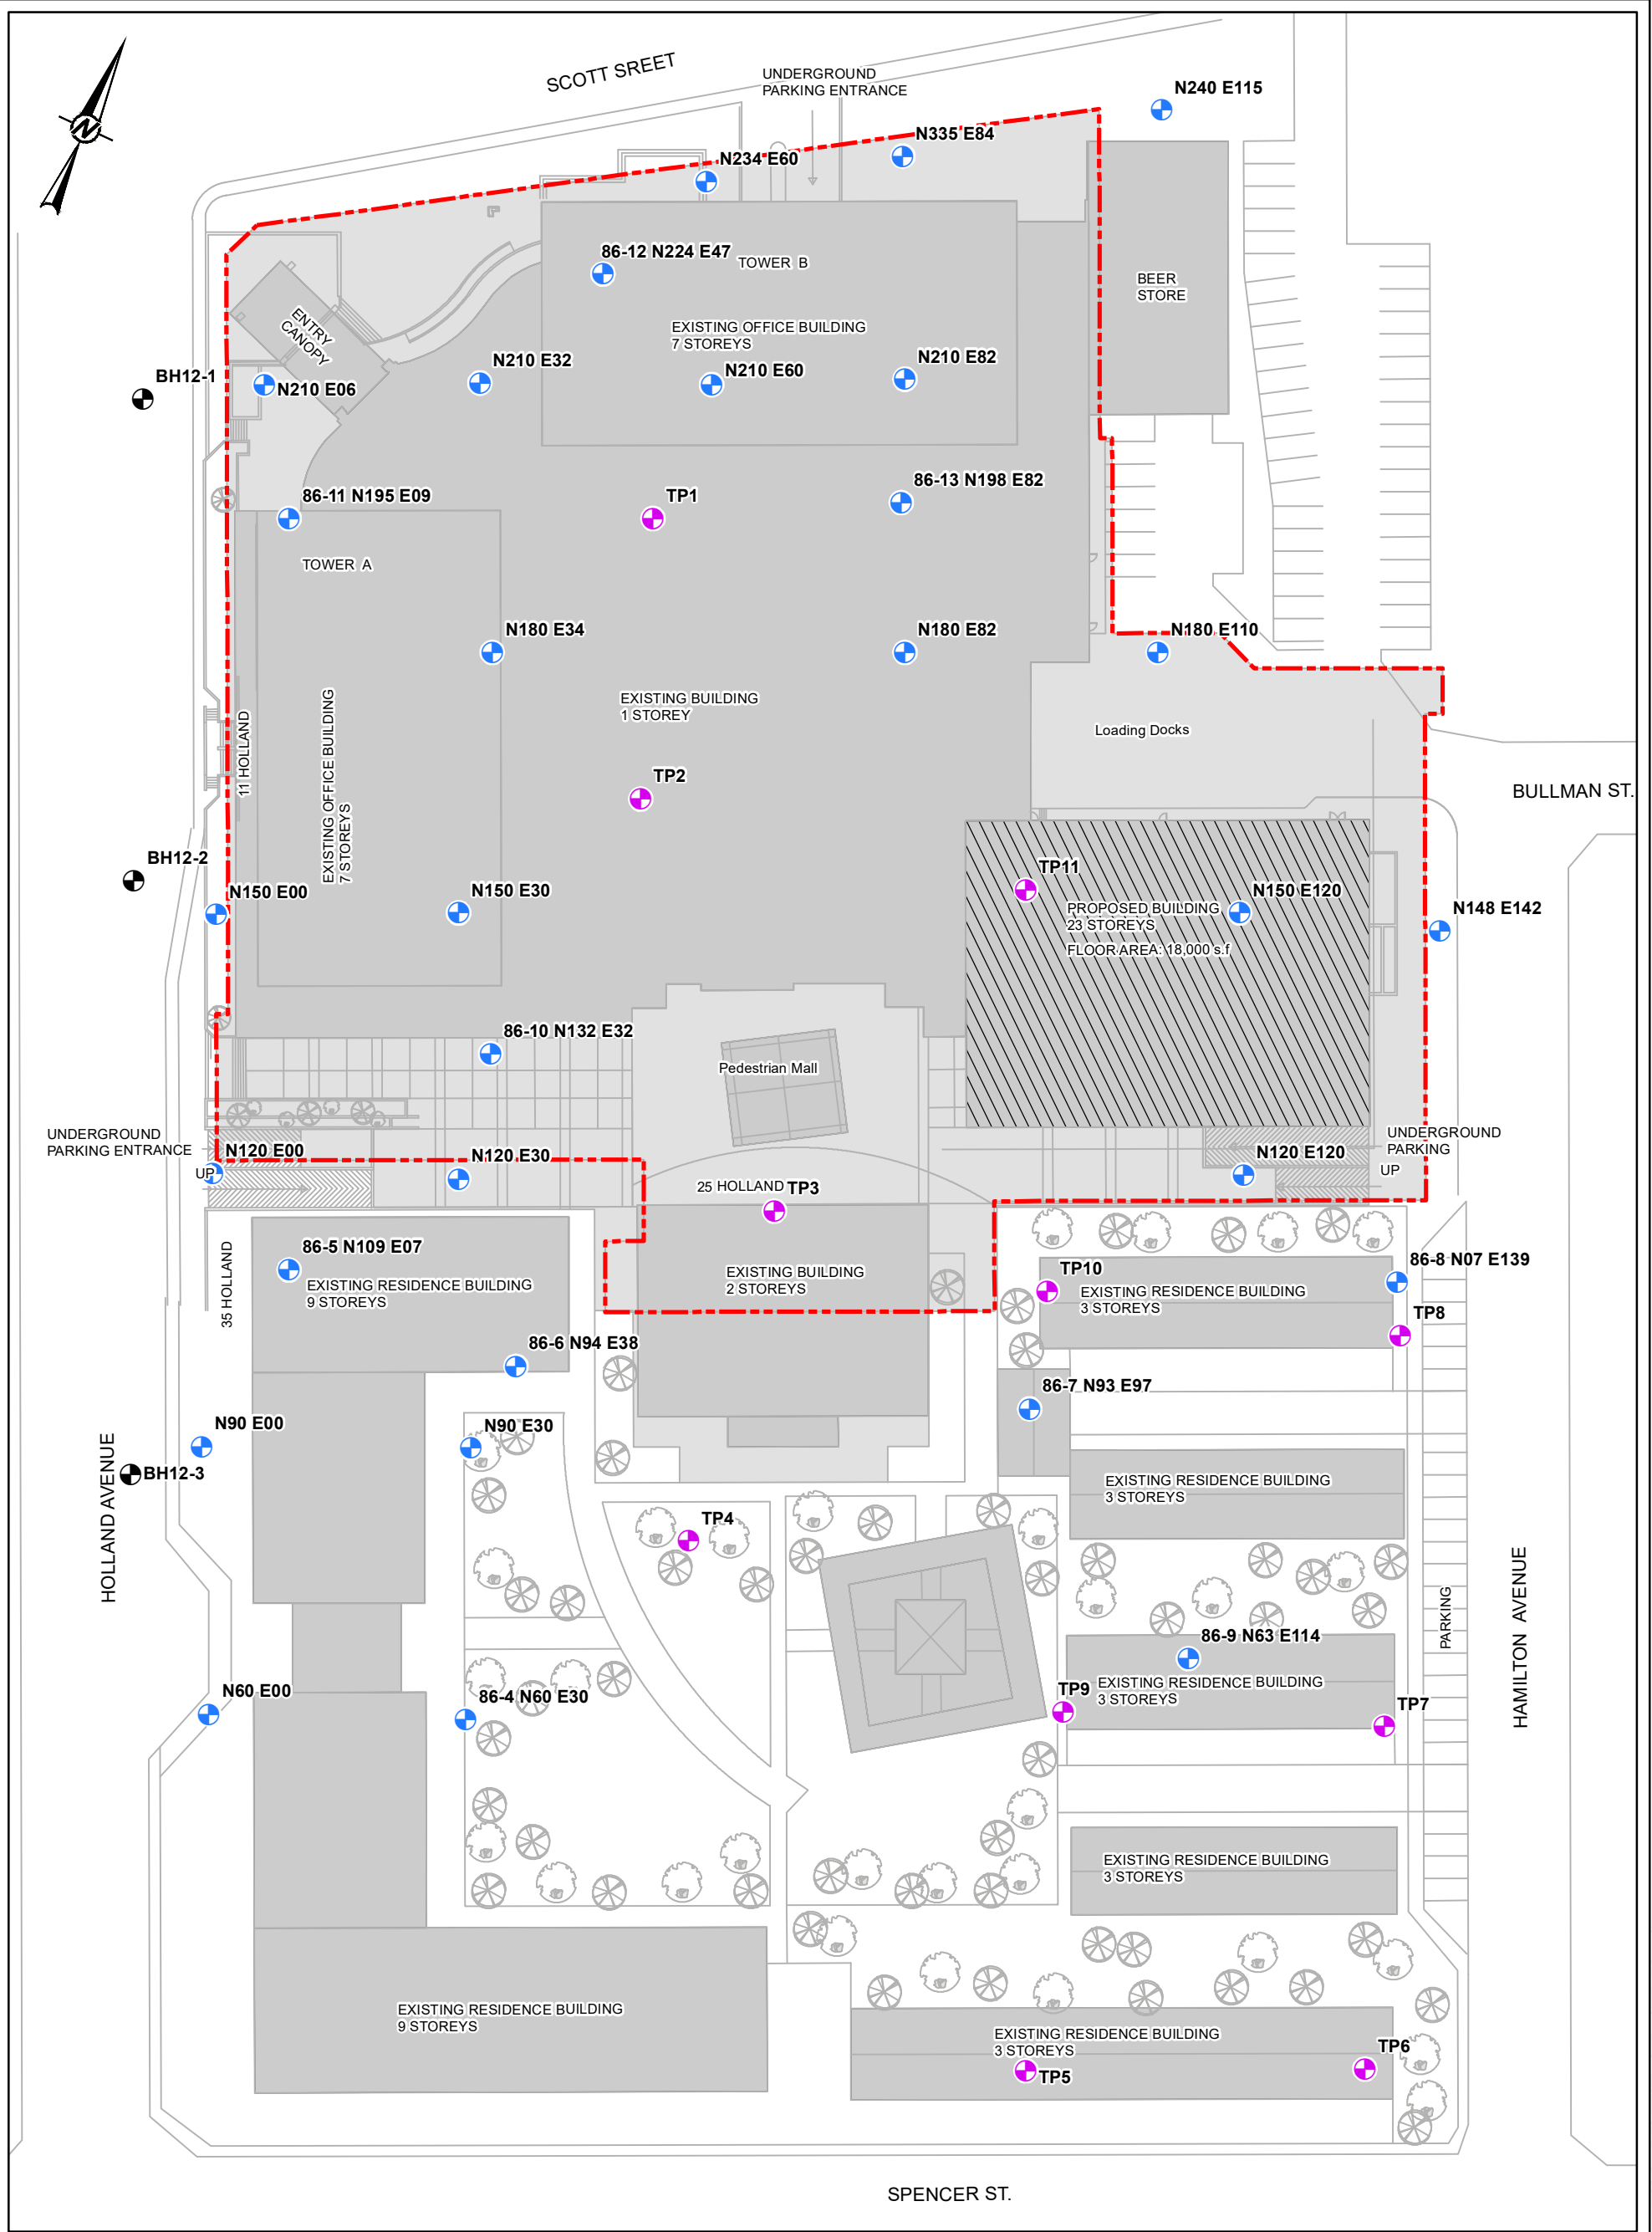 N
SCOTT SREET
UNDERGROUND
PARKING ENTRANCE
N240 E115
N335 E84
N234 E60
86-12 N224 E47
TOWER B
BEER
STORE
ENTRY
CANOPY
EXISTING OFFICE BUILDING
7 STOREYS
N210 E32
N210 E82
N210 E60
BH12-1
N210 E06
86-13 N198 E82
86-11 N195 E09
TP1
TOWER A
N180 E34
N180 E82
N180 E110
EXISTING BUILDING
1 STOREY
Loading Docks
11 HOLLAND
EXISTING OFFICE BUILDING
7 STOREYS
TP2
BULLMAN ST.
BH12-2
TP11
N150 E00
N150 E30
N150 E120
PROPOSED BUILDING
23 STOREYS
FLOOR AREA: 18,000 s.f
N148 E142
86-10 N132 E32
Pedestrian Mall
UNDERGROUND
PARKING ENTRANCE
UNDERGROUND
PARKING
N120 E00
N120 E30
N120 E120
UP
UP
25 HOLLAND
TP3
35 HOLLAND
86-5 N109 E07
EXISTING RESIDENCE BUILDING
9 STOREYS
EXISTING BUILDING
2 STOREYS
TP10
EXISTING RESIDENCE BUILDING
3 STOREYS
86-8 N07 E139
TP8
86-6 N94 E38
86-7 N93 E97
N90 E00
N90 E30
BH12-3
HOLLAND AVENUE
EXISTING RESIDENCE BUILDING
3 STOREYS
TP4
PARKING
HAMILTON AVENUE
86-9 N63 E114
EXISTING RESIDENCE BUILDING
3 STOREYS
N60 E00
86-4 N60 E30
TP9
TP7
EXISTING RESIDENCE BUILDING
3 STOREYS
EXISTING RESIDENCE BUILDING
9 STOREYS
EXISTING RESIDENCE BUILDING
3 STOREYS
TP5
TP6
SPENCER ST.